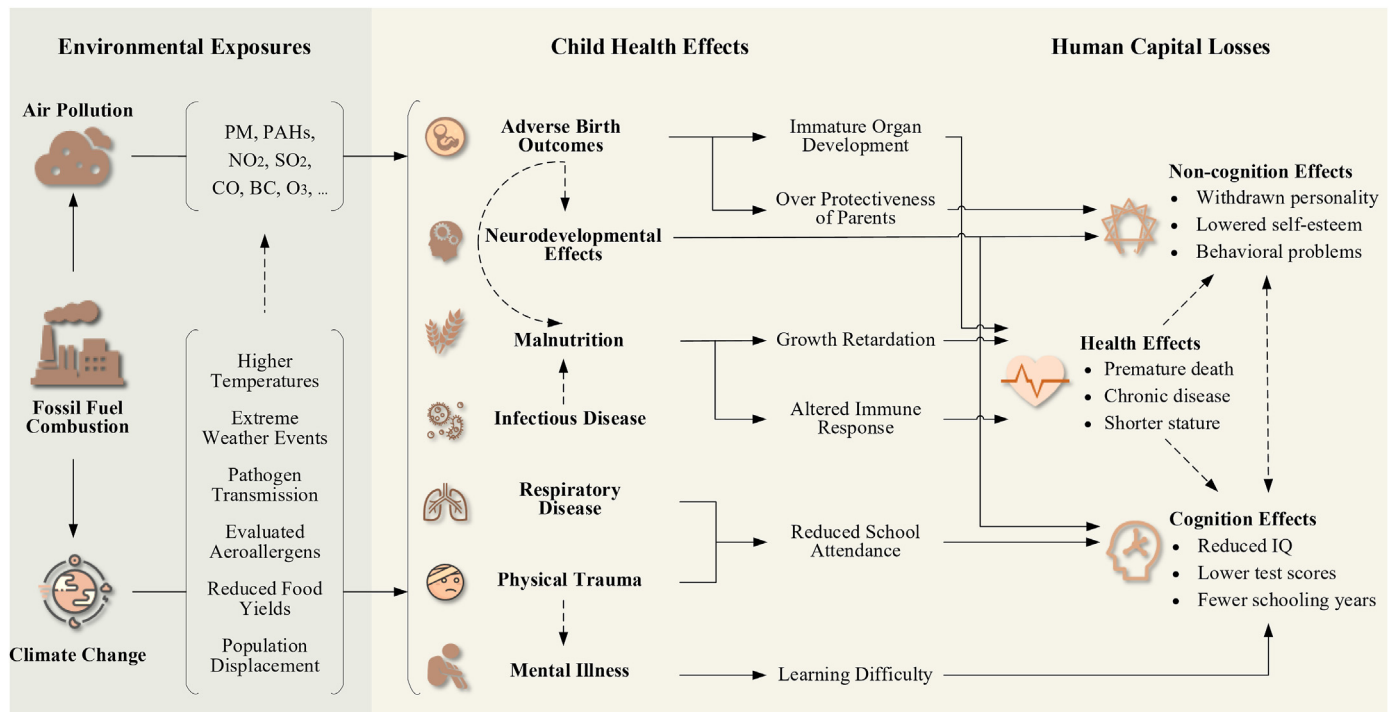 Environmental Exposures
Child Health Effects
Human Capital Losses
Air Pollution
PM, PAHs,
NO2, SO2,
CO, BC, O3, ...
Fossil Fuel
Combustion
Climate Change
Higher
Temperatures
Extreme
Weather Events
Pathogen
Transmission
Evaluated
Aeroallergens
Reduced Food
Yields
Population
Displacement
Adverse Birth
Outcomes
Neurodevelopmental
Effects
Malnutrition
Infectious Disease
Respiratory
Disease
Physical Trauma
Mental Illness
Immature Organ
Development
Over Protectiveness
of Parents
Growth Retardation
Altered Immune
Response
Reduced School
Attendance
Learning Difficulty
Non-cognition Effects
• Withdrawn personality
• Lowered self-esteem
• Behavioral problems
Health Effects
• Premature death
• Chronic disease
• Shorter stature
Cognition Effects
• Reduced IQ
• Lower test scores
• Fewer schooling years